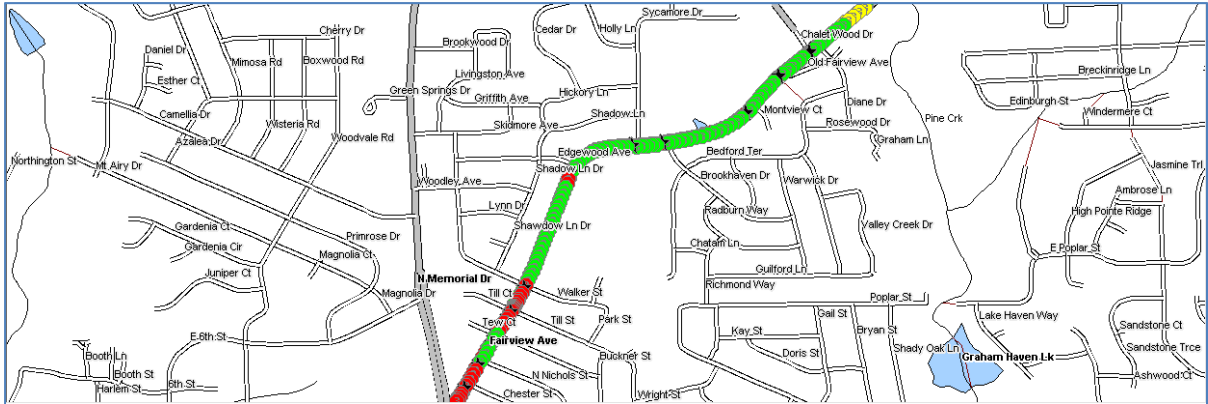 Sycamore Dr
Cherry Dr
Cedar Dr
Holly Ln
Chalet Wood Dr
Daniel Dr
Mimosa Rd
Boxwood Rd
Brookwood Dr
Old Fairview Ave
Esther Ct
Livingston Ave
Breckinridge Ln
Green Springs Dr
Griffith Ave
Hickory Ln
Diane Dr
Edinburgh St
Camellia Dr
Wisteria Rd
Shadow Ln
Montview Ct
Windermere Ct
Azalea Dr
Woodvale Rd
Skidmore Ave
Rosewood Dr
Pine Crk
Graham Ln
Northington St
Mt Airy Dr
Edgewood Ave
Bedford Ter
Shadow Ln Dr
Jasmine Trl
Woodley Ave
Brookhaven Dr
Warwick Dr
Ambrose Ln
Lynn Dr
Radburn Way
High Pointe Ridge
Gardenia Ct
Shawdow Ln Dr
Valley Creek Dr
Primrose Dr
Gardenia Cir
Magnolia Ct
Chatam Ln
E Poplar St
Juniper Ct
N Memorial Dr
Guilford Ln
Richmond Way
Magnolia Dr
Till Ct
Walker St
Poplar St
Park St
Gail St
Lake Haven Way
Tevy Ct
Till St
Kay St
Bryan St
Sandstone Ct
E 6th St
Fairview Ave
Shady Oak Ln
Sandstone Trce
Booth Ln
Buckner St
Doris St
Graham Haven Lk
Booth St
N Nichols St
Ashwood Ct
Harlem St
6th St
Chester St
Wright St